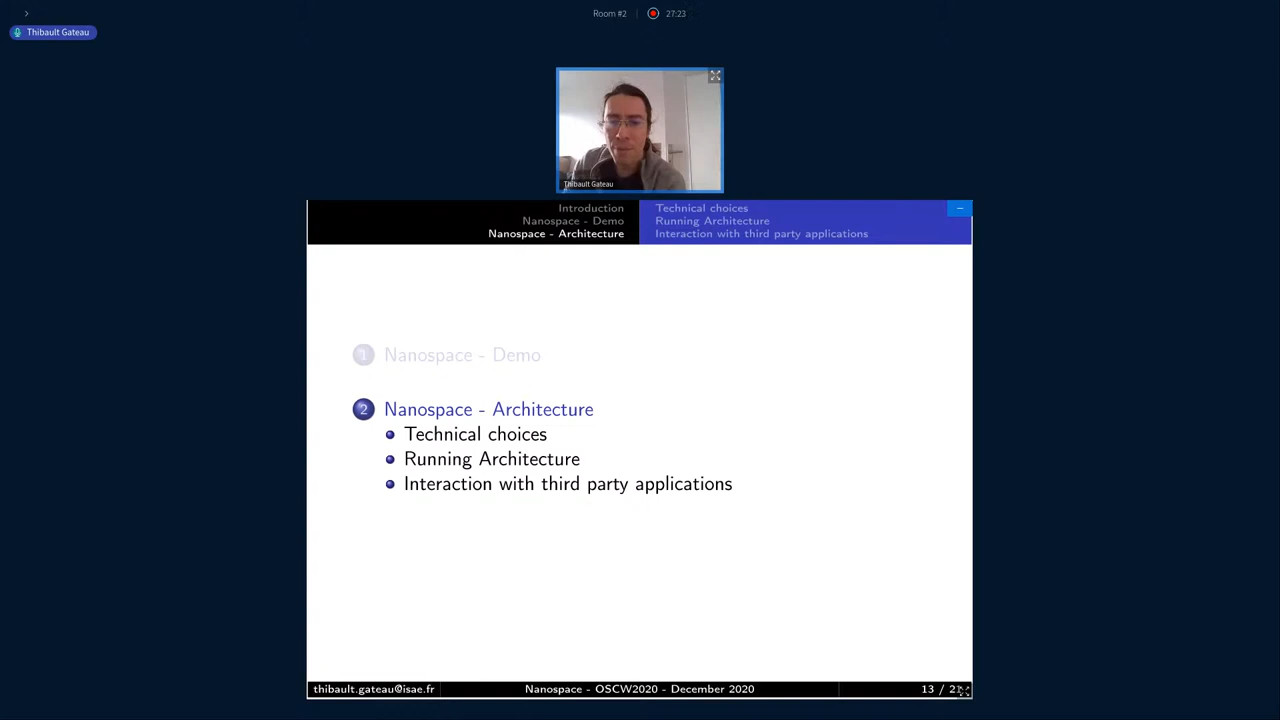 Room #2
27:23
Thibault Gateau
Thibault Gateau
Introduction
Nanospace - Demo
Nanospace - Architecture
Technical choices
Running Architecture
Interaction with third party applications
1 Nanospace - Demo
2 Nanospace - Architecture
Technical choices
Running Architecture
Interaction with third party applications
thibault.gateau@isae.fr
Nanospace - OSCW2020 - December 2020
13 / 21